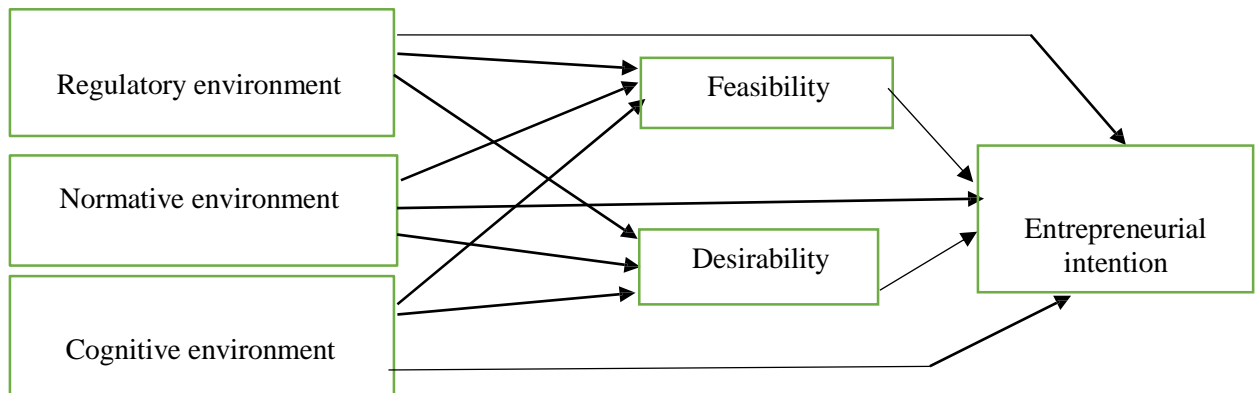 Regulatory environment
Feasibility
Normative environment
Desirability
Entrepreneurial
intention
Cognitive environment